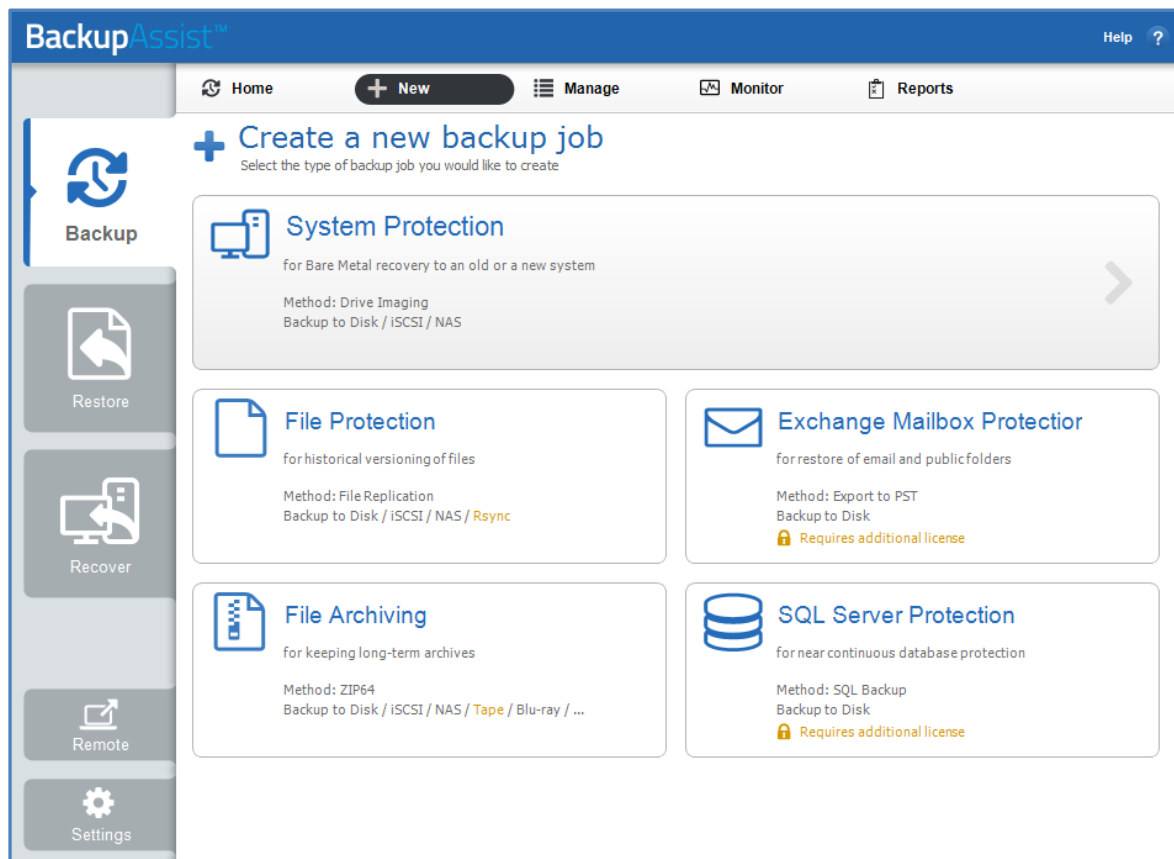 BackupAssist™
Help ?
Home New Manage Monitor Reports
Create a new backup job
Select the type of backup job you would like to create
Backup
System Protection
for Bare Metal recovery to an old or a new system
Method: Drive Imaging
Backup to Disk / iSCSI / NAS
Restore
File Protection
for historical versioning of files
Method: File Replication
Backup to Disk / iSCSI / NAS / Rsync
Exchange Mailbox Protectior
for restore of email and public folders
Method: Export to PST
Backup to Disk
Requires additional license
Recover
File Archiving
for keeping long-term archives
Method: ZIP64
Backup to Disk / iSCSI / NAS / Tape / Blu-ray / ...
SQL Server Protection
for near continuous database protection
Method: SQL Backup
Backup to Disk
Requires additional license
Remote
Settings